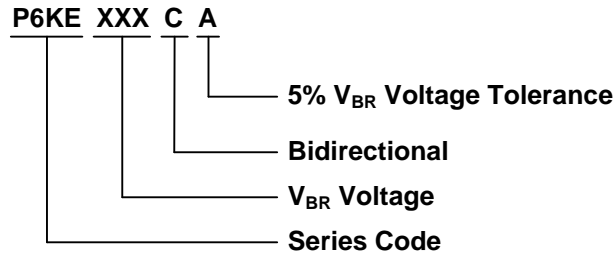 P6KE XXX C A
5% VBR Voltage Tolerance
Bidirectional
VBR Voltage
Series Code